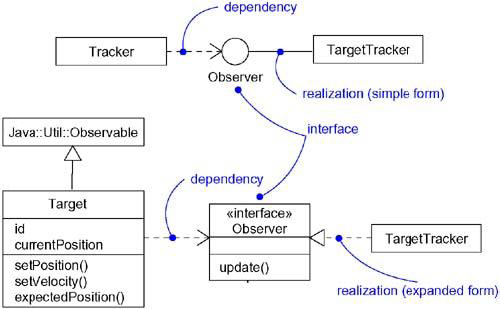 dependency
Tracker
TargetTracker
Observer
realization (simple form)
Java::Util::Observable
interface
dependency
Target
id
currentPosition
setPosition()
setVelocity()
expectedPosition()
«interface»
Observer
update()
TargetTracker
realization (expanded form)